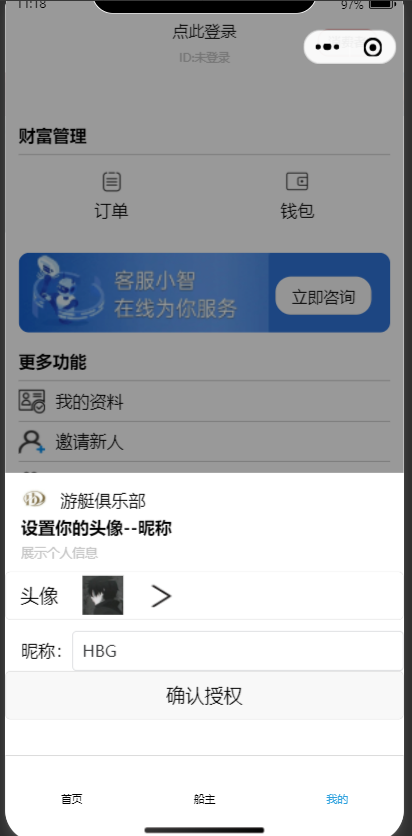 11:18 97%
点此登录
ID:未登录
财富管理
订单 钱包
客服小智
在线为你服务
立即咨询
更多功能
我的资料
邀请新人
游艇俱乐部
设置你的头像--昵称
展示个人信息
头像
昵称: HBG
确认授权
首页 船主 我的